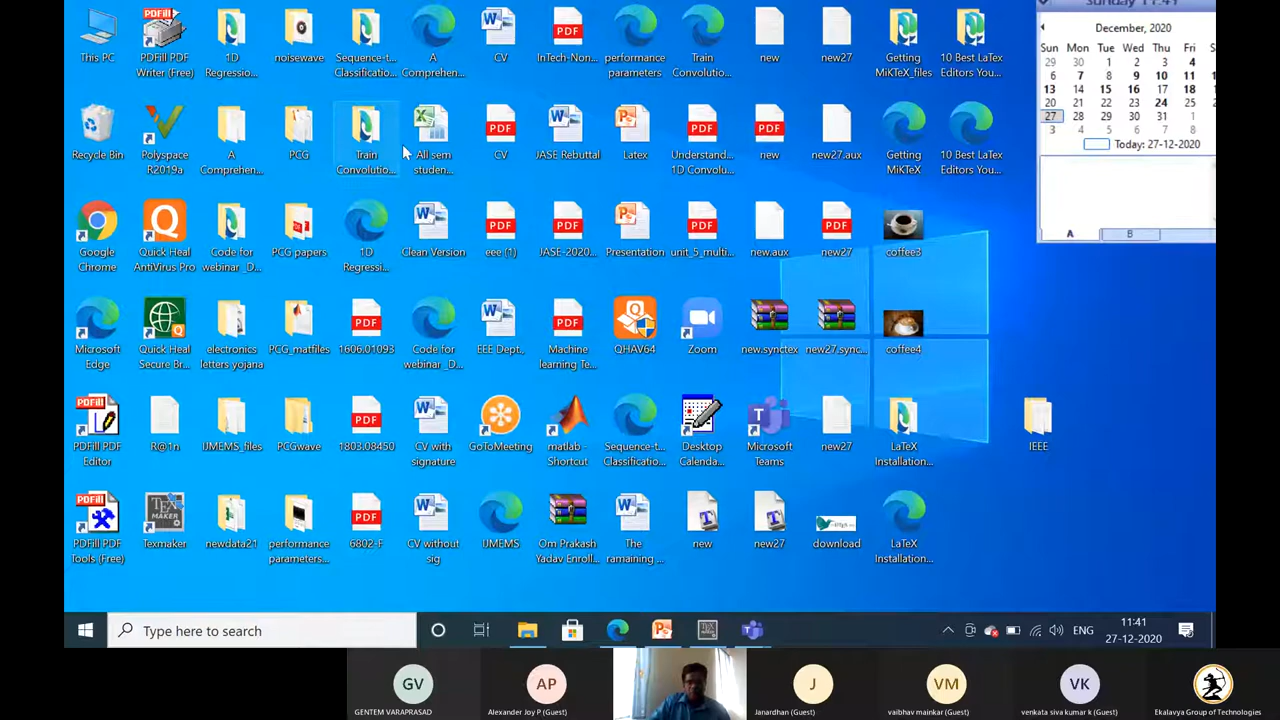 Sunday 11:41
December, 2020
Sun Mon Tue Wed Thu Fri
29 30 1 2 3 4
6 7 8 9 10 11
13 14 15 16 17 18
20 21 22 23 24 25
27 28 29 30 31 1
3 4 5 6 7 8
Today: 27-12-2020
A B
This PC
PDFill PDF
Writer (Free)
1D
Regressio...
noisewave
Sequence-t...
Classificatio...
A
Comprehen...
CV
InTech-Non...
performance
parameters
Train
Convolutio...
new
new27
Getting
MiKTeX_files
10 Best LaTex
Editors You...
Recycle Bin
Polyspace
R2019a
A
Comprehen...
PCG
Train
Convolutio...
All sem
studen...
CV
JASE Rebuttal
Latex
Understand...
1D Convolu...
new
new27.aux
Getting
MiKTeX
10 Best LaTex
Editors You...
Google
Chrome
Quick Heal
AntiVirus Pro
Code for
webinar _D...
PCG papers
1D
Regressi...
Clean Version
eee (1)
JASE-2020...
Presentation
unit_5_multi...
new.aux
new27
coffee3
Microsoft
Edge
Quick Heal
Secure Br...
electronics
letters yojana
PCG_matfiles
1606.01093
Code for
webinar _D...
EEE Dept.,
Machine
learning Te...
QHAV64
Zoom
new.synctex
new27.sync...
coffee4
PDFill PDF
Editor
R@1n
IJMEMS_files
PCGwave
1803.08450
CV with
signature
GoToMeeting
matlab -
Shortcut
Sequence-t...
Classificatio...
Desktop
Calenda...
Microsoft
Teams
new27
LaTeX
Installation...
IEEE
PDFill PDF
Tools (Free)
Texmaker
newdata21
performance
parameters...
6802-F
CV without
sig
IJMEMS
Om Prakash
Yadav Enroll...
The
ramaining ...
new
new27
download
LaTeX
Installation...
Type here to search
ENG
11:41
27-12-2020
GV
GENTEM VARAPRASAD
AP
Alexander Joy P (Guest)
J
Janardhan (Guest)
VM
vaibhav mainkar (Guest)
VK
venkata siva kumar k (Guest)
Ekalavya Group of Technologies